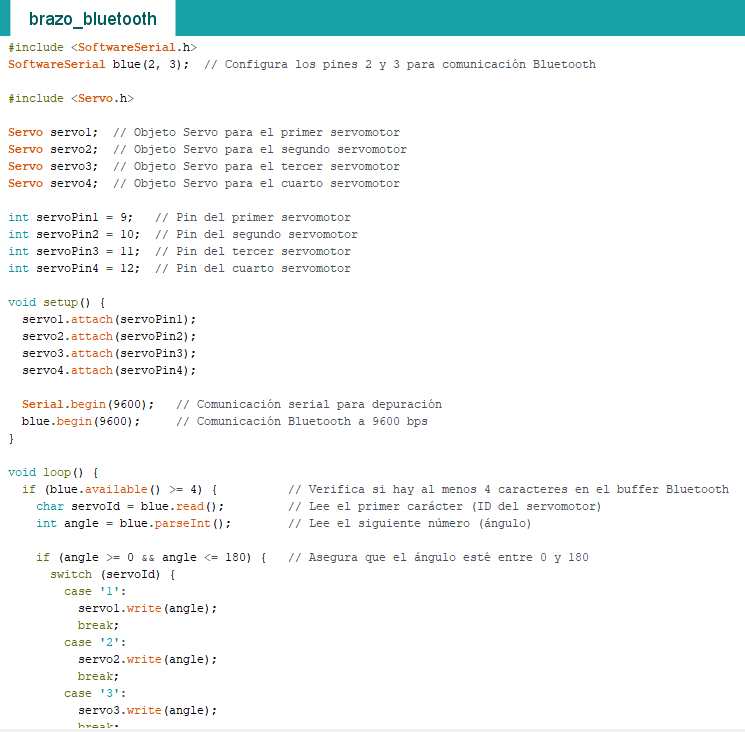 brazo_bluetooth
#include <SoftwareSerial.h>
SoftwareSerial blue(2, 3);  // Configura los pines 2 y 3 para comunicación Bluetooth
#include <Servo.h>
Servo servo1;  // Objeto Servo para el primer servomotor
Servo servo2;  // Objeto Servo para el segundo servomotor
Servo servo3;  // Objeto Servo para el tercer servomotor
Servo servo4;  // Objeto Servo para el cuarto servomotor
int servoPin1 = 9;   // Pin del primer servomotor
int servoPin2 = 10;  // Pin del segundo servomotor
int servoPin3 = 11;  // Pin del tercer servomotor
int servoPin4 = 12;  // Pin del cuarto servomotor
void setup() {
  servo1.attach(servoPin1);
  servo2.attach(servoPin2);
  servo3.attach(servoPin3);
  servo4.attach(servoPin4);
  Serial.begin(9600);   // Comunicación serial para depuración
  blue.begin(9600);     // Comunicación Bluetooth a 9600 bps
}
void loop() {
  if (blue.available() >= 4) {          // Verifica si hay al menos 4 caracteres en el buffer Bluetooth
    char servoId = blue.read();         // Lee el primer carácter (ID del servomotor)
    int angle = blue.parseInt();        // Lee el siguiente número (ángulo)
    if (angle >= 0 && angle <= 180) {   // Asegura que el ángulo esté entre 0 y 180
      switch (servoId) {
        case '1':
          servo1.write(angle);
          break;
        case '2':
          servo2.write(angle);
          break;
        case '3':
          servo3.write(angle);
          break;